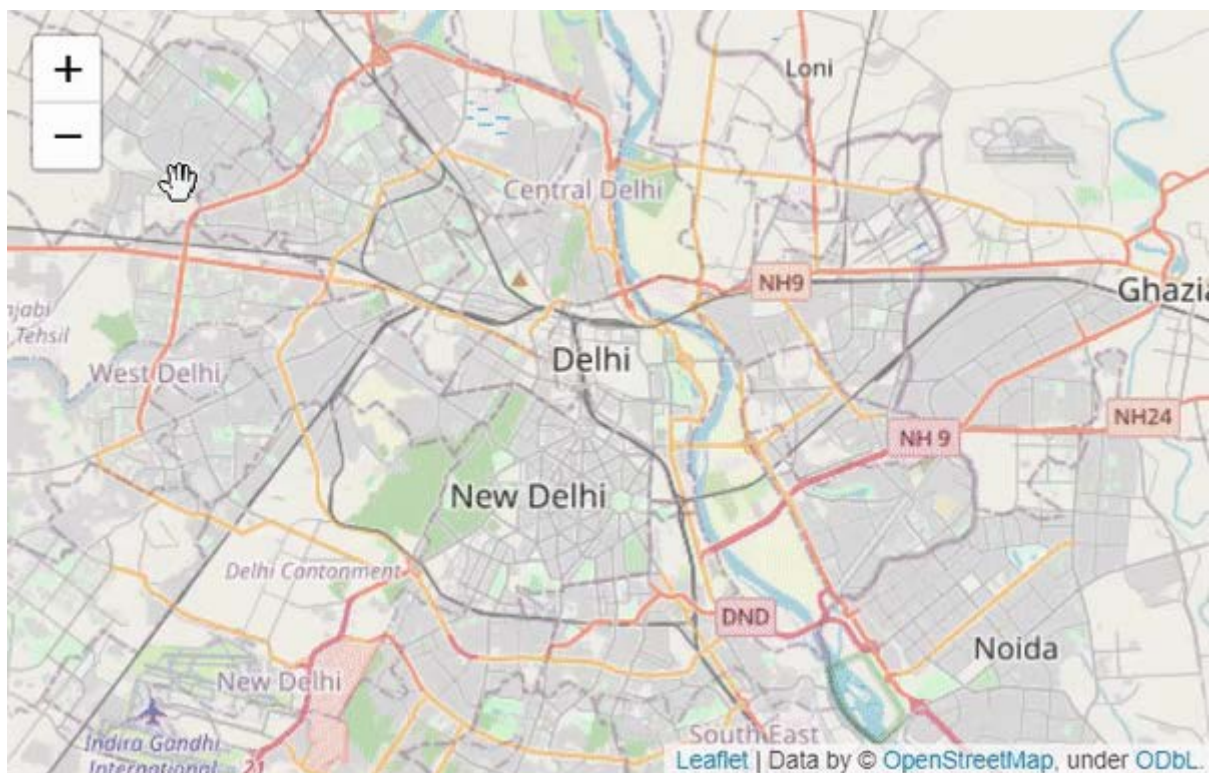 +
−
Loni
Central Delhi
NH9
Ghazia
njabi
Tehsil
Delhi
West Delhi
NH24
NH 9
New Delhi
Delhi Cantonment
DND
Noida
New Delhi
South East
Indira Gandhi
International
21
Leaflet | Data by © OpenStreetMap, under ODbL.